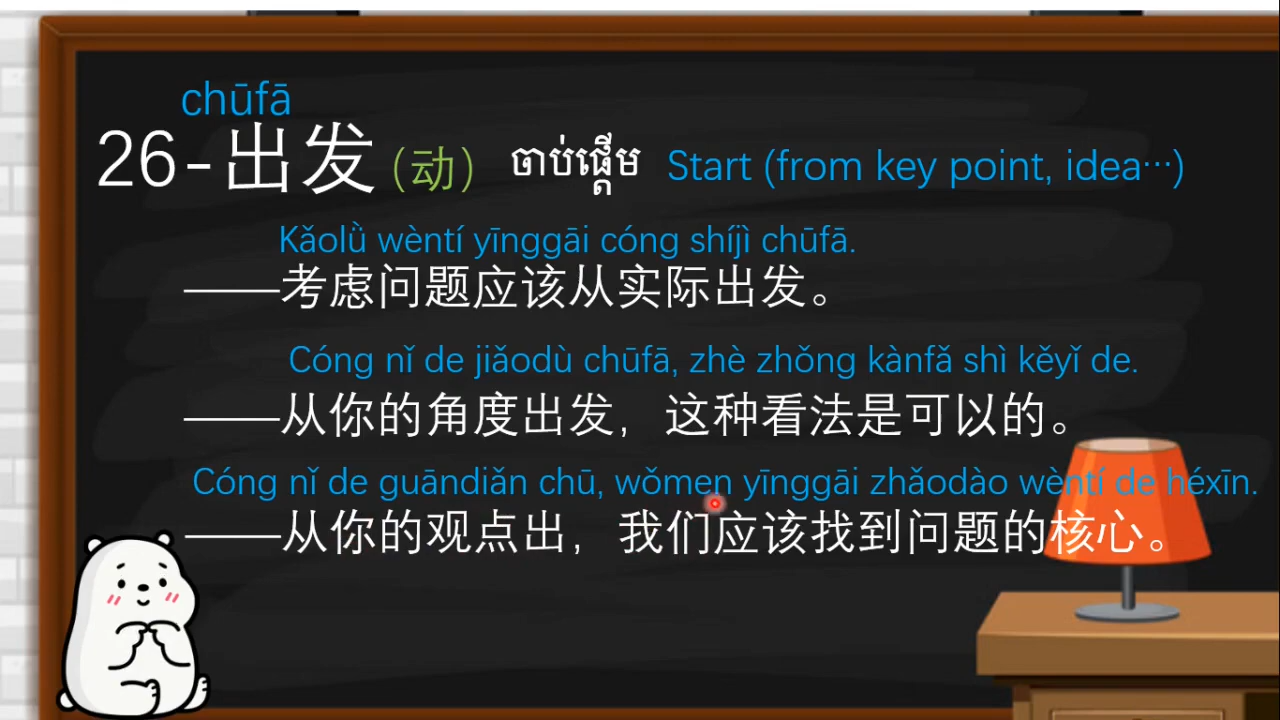 chūfā
26-出发(动) ចាប់ផ្តើម Start (from key point, idea…)
Kǎolǜ wèntí yīnggāi cóng shíjì chūfā.
——考虑问题应该从实际出发。
Cóng nǐ de jiǎodù chūfā, zhè zhǒng kànfǎ shì kěyǐ de.
——从你的角度出发，这种看法是可以的。
Cóng nǐ de guāndiǎn chū, wǒmen yīnggāi zhǎodào wèntí de héxīn.
——从你的观点出，我们应该找到问题的核心。